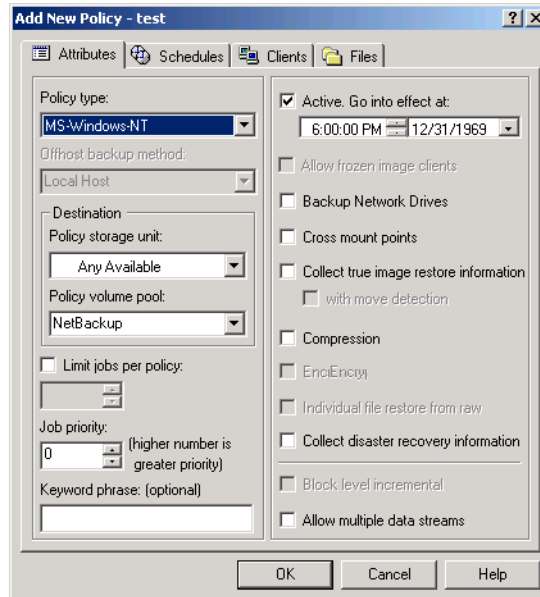 Add New Policy - test
Attributes
Schedules
Clients
Files
Policy type:
MS-Windows-NT
Offhost backup method:
Local Host
Destination
Policy storage unit:
Any Available
Policy volume pool:
NetBackup
Limit jobs per policy:
Job priority:
0
(higher number is
greater priority)
Keyword phrase: (optional)
Active. Go into effect at:
6:00:00 PM 12/31/1969
Allow frozen image clients
Backup Network Drives
Cross mount points
Collect true image restore information
with move detection
Compression
EnciEncry
Individual file restore from raw
Collect disaster recovery information
Block level incremental
Allow multiple data streams
OK
Cancel
Help